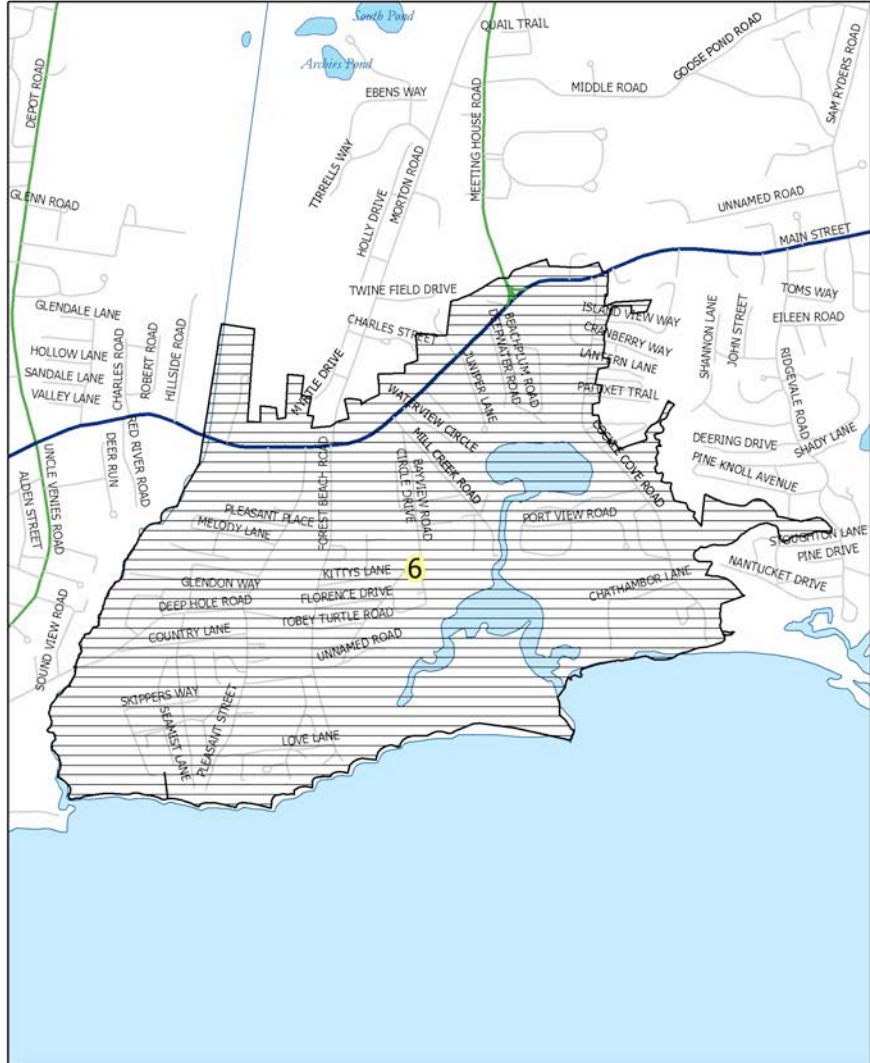 South Pond
QUAIL TRAIL
GOOSE POND ROAD
SAM RYDERS ROAD
Archies Pond
DEPOT ROAD
EBENS WAY
MIDDLE ROAD
MEETING HOUSE ROAD
TIRRELLS WAY
MORTON ROAD
HOLLY DRIVE
GLENN ROAD
UNNAMED ROAD
MAIN STREET
TWINE FIELD DRIVE
TOMS WAY
GLENDALE LANE
ISLAND VIEW WAY
EILEEN ROAD
CHARLES STREET
BEACHPLUM ROAD
DEEPWATER ROAD
CRANBERRY WAY
SHANNON LANE
JOHN STREET
HOLLOW LANE
CHARLES ROAD
ROBERT ROAD
HILLSIDE ROAD
LANTERN LANE
RIDGEVALE ROAD
SANDALE LANE
MYRTLE DRIVE
JUNIPER LANE
VALLEY LANE
PATUXET TRAIL
WATERVIEW CIRCLE
UNCLE VENIES ROAD
DEER RUN
RED RIVER ROAD
FOREST BEACH ROAD
MILL CREEK ROAD
COCKLE COVE ROAD
DEERING DRIVE
SHADY LANE
PINE KNOLL AVENUE
ALDEN STREET
CIRCLE DRIVE
BAYVIEW ROAD
PLEASANT PLACE
MELODY LANE
PORT VIEW ROAD
STOUGHTON LANE
PINE DRIVE
KITTYS LANE
6
NANTUCKET DRIVE
GLENDON WAY
CHATHAMBOR LANE
DEEP HOLE ROAD
FLORENCE DRIVE
TOBEY TURTLE ROAD
SOUND VIEW ROAD
COUNTRY LANE
UNNAMED ROAD
SKIPPERS WAY
SEAMIST LANE
PLEASANT STREET
LOVE LANE